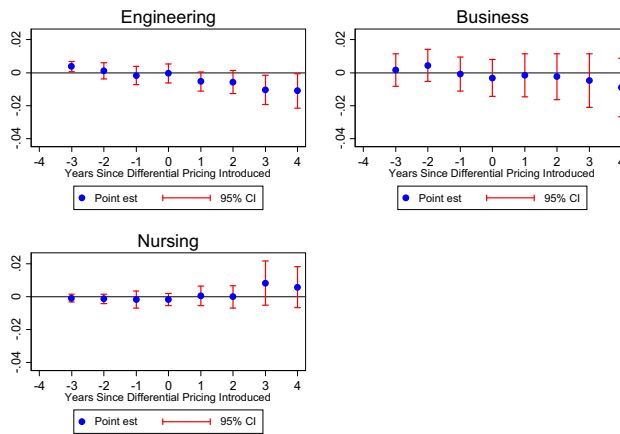 Engineering
.02
0
-.02
-.04
-4 -3 -2 -1 0 1 2 3 4
Years Since Differential Pricing Introduced
Point est 95% CI
Business
.02
0
-.02
-.04
-4 -3 -2 -1 0 1 2 3 4
Years Since Differential Pricing Introduced
Point est 95% CI
Nursing
.02
0
-.02
-.04
-4 -3 -2 -1 0 1 2 3 4
Years Since Differential Pricing Introduced
Point est 95% CI